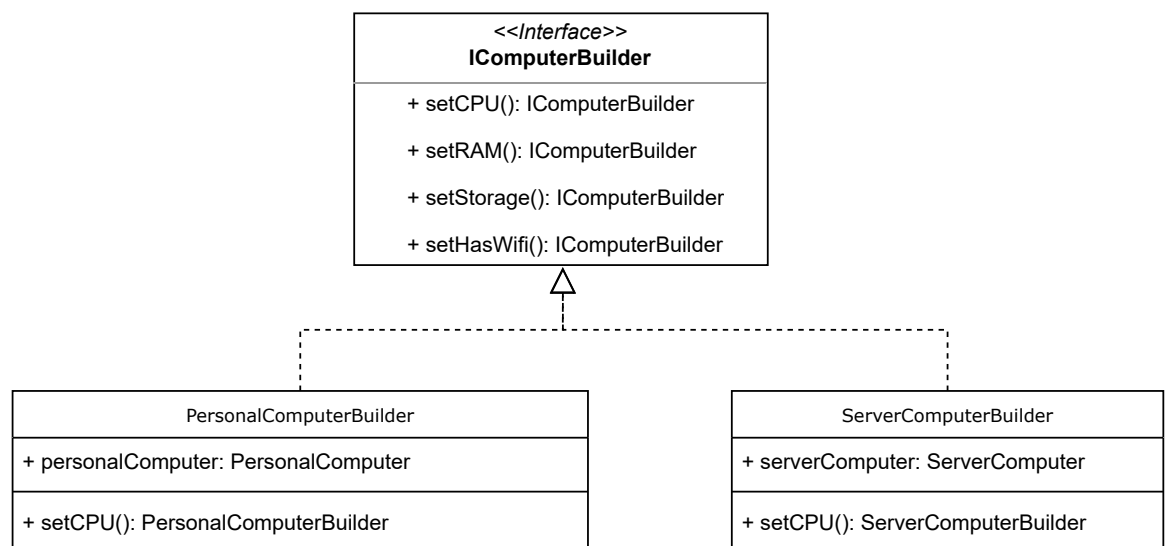 <<Interface>>
IComputerBuilder
+ setCPU(): IComputerBuilder
+ setRAM(): IComputerBuilder
+ setStorage(): IComputerBuilder
+ setHasWifi(): IComputerBuilder
PersonalComputerBuilder
+ personalComputer: PersonalComputer
+ setCPU(): PersonalComputerBuilder
ServerComputerBuilder
+ serverComputer: ServerComputer
+ setCPU(): ServerComputerBuilder